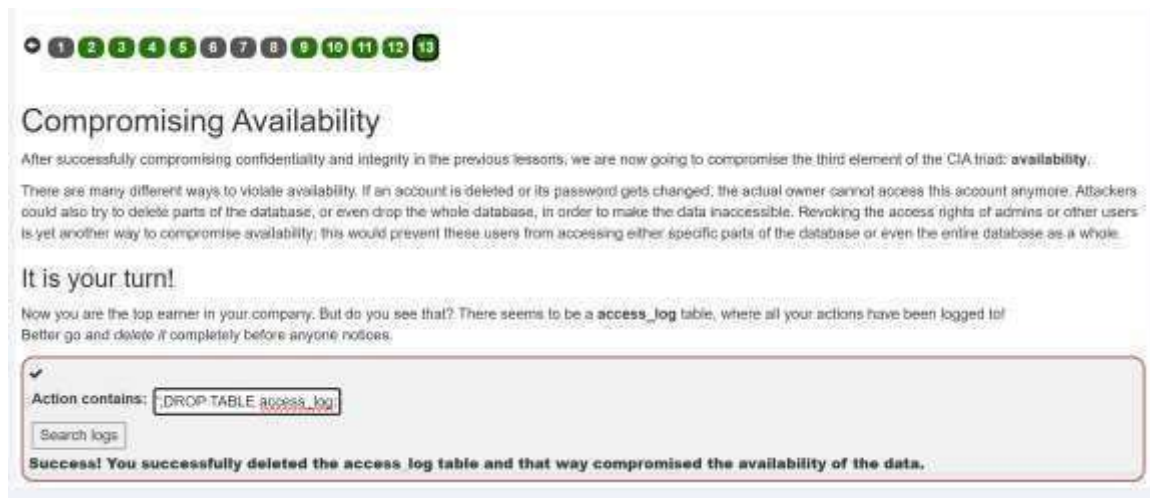 1 2 3 4 5 6 7 8 9 10 11 12 13
Compromising Availability
After successfully compromising confidentiality and integrity in the previous lessons, we are now going to compromise the third element of the CIA triad: availability.
There are many different ways to violate availability. If an account is deleted or its password gets changed, the actual owner cannot access this account anymore. Attackers
could also try to delete parts of the database, or even drop the whole database, in order to make the data inaccessible. Revoking the access rights of admins or other users
is yet another way to compromise availability; this would prevent these users from accessing either specific parts of the database or even the entire database as a whole.
It is your turn!
Now you are the top earner in your company. But do you see that? There seems to be a access_log table, where all your actions have been logged to!
Better go and delete it completely before anyone notices.
Action contains: ';DROP TABLE access_log;
Search logs
Success! You successfully deleted the access_log table and that way compromised the availability of the data.